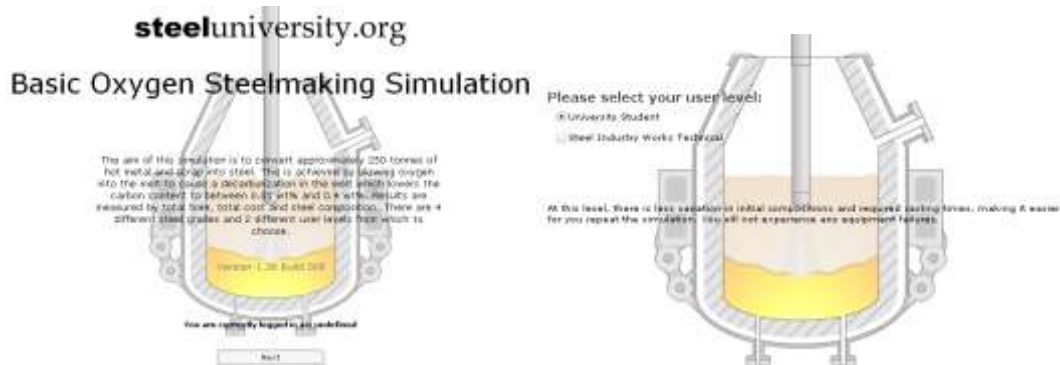 steeluniversity.org
Basic Oxygen Steelmaking Simulation
The aim of this simulation is to convert approximately 250 tonnes of
hot metal and scrap into steel. This is achieved by blowing oxygen
into the melt to cause a decarburization in the melt which lowers the
carbon content to between 0.05 wt% and 0.4 wt%. Results are
measured by total time, total cost and steel composition. There are 4
different steel grades and 2 different user levels from which to
choose.
Version 1.36 Build
You are currently logged in as: undefined
Next
Please select your user level:
University Student
Steel Industry Works Technical
At this level, there is less variation in initial compositions and required casting times, making it easier
for you repeat the simulation. You will not experience any equipment failures.